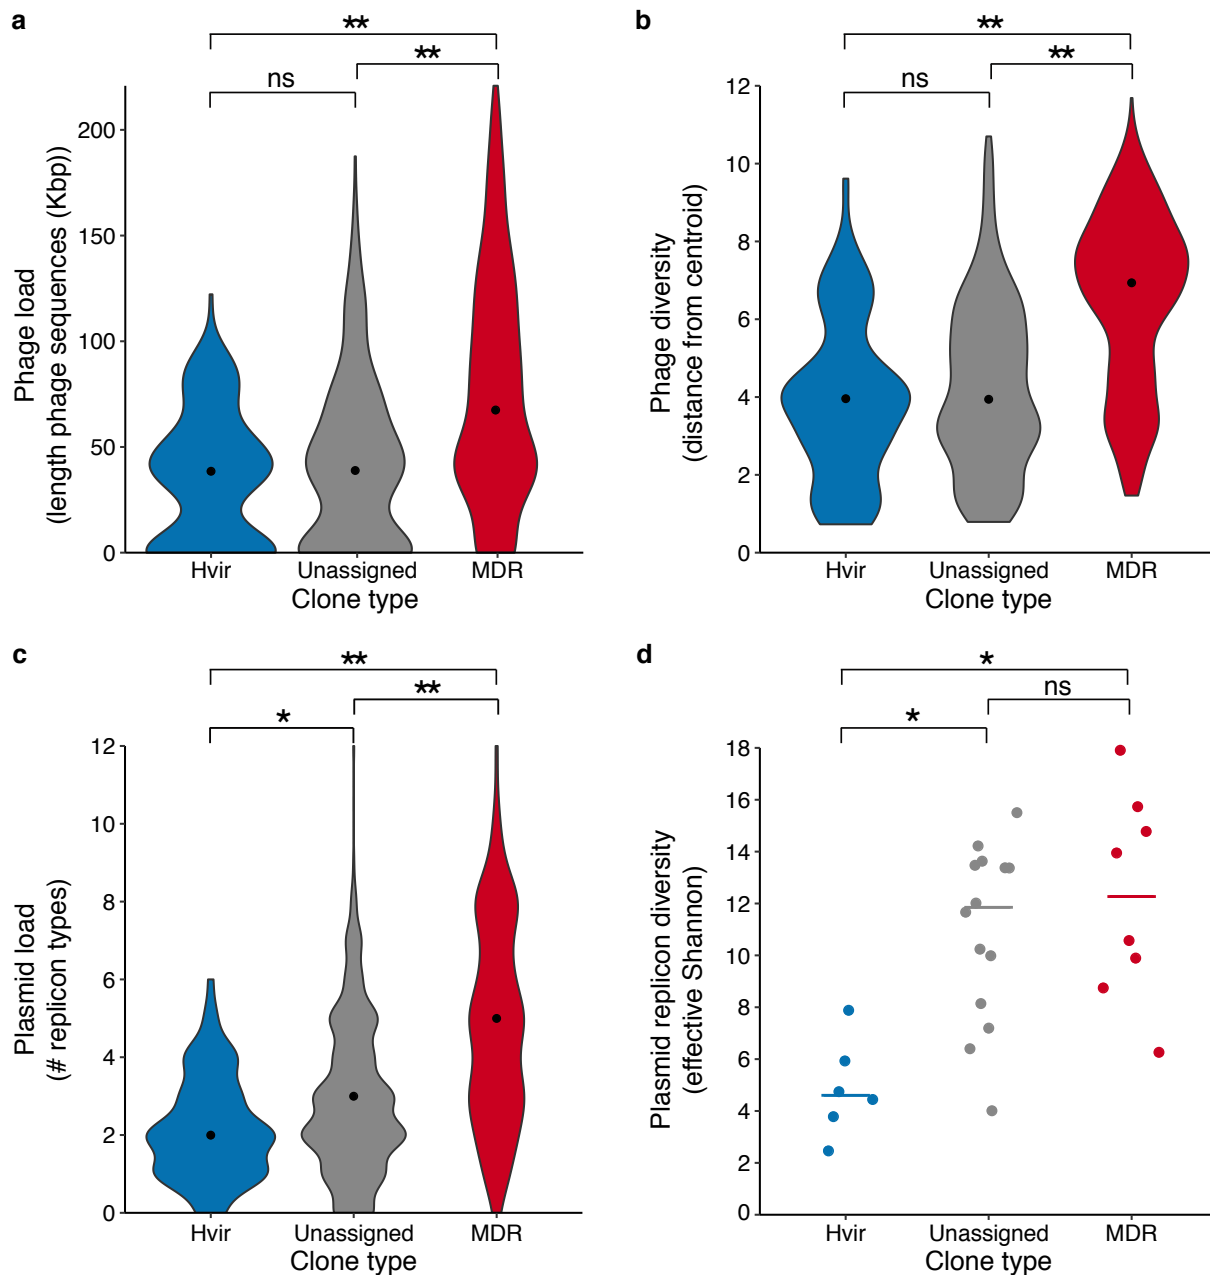 a
**
**
ns
200
150
100
50
0
Phage load
(length phage sequences (Kbp))
Hvir
Unassigned
MDR
Clone type
b
**
**
ns
12
10
8
6
4
2
0
Phage diversity
(distance from centroid)
Hvir
Unassigned
MDR
Clone type
c
**
**
*
12
10
8
6
4
2
0
Plasmid load
(# replicon types)
Hvir
Unassigned
MDR
Clone type
d
*
ns
*
18
16
14
12
10
8
6
4
2
0
Plasmid replicon diversity
(effective Shannon)
Hvir
Unassigned
MDR
Clone type